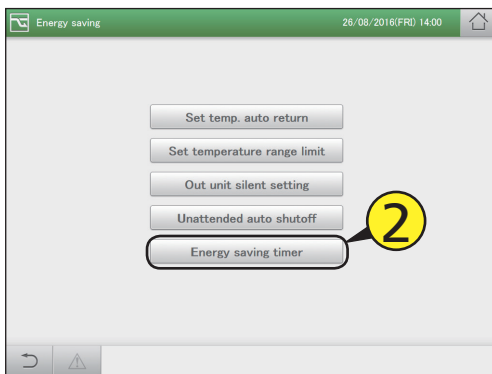 Energy saving 26/08/2016(FRI) 14:00
Set temp. auto return
Set temperature range limit
Out unit silent setting
Unattended auto shutoff
2
Energy saving timer